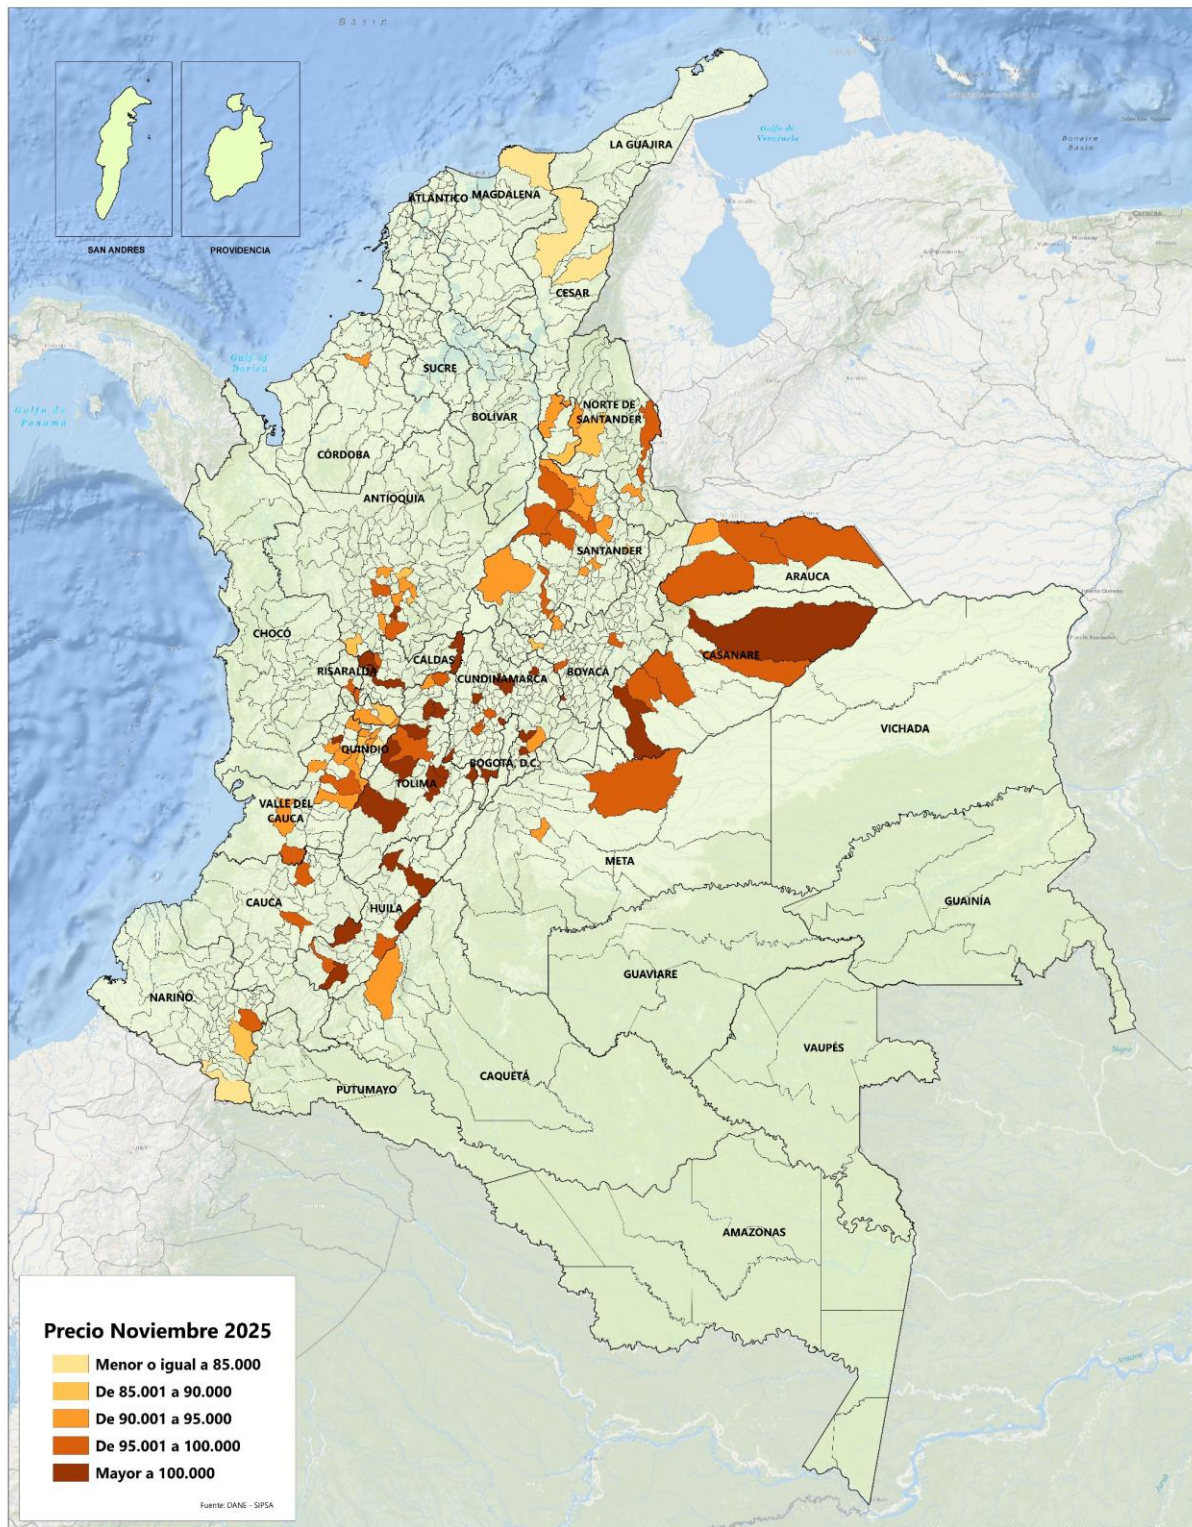 Basin
SAN ANDRES
PROVIDENCIA
LA GUAJIRA
Golfo de
Venezuela
Bonaire
Basin
ATLÁNTICO
MAGDALENA
CESAR
Gulf of
Darien
SUCRE
Golfo de
Panamá
BOLÍVAR
NORTE DE
SANTANDER
CÓRDOBA
ANTIOQUIA
SANTANDER
ARAUCA
CHOCÓ
CALDAS
CASANARE
RISARALDA
CUNDINAMARCA
BOYACÁ
VICHADA
QUINDIO
BOGOTÁ, D.C.
TOLIMA
VALLE DEL
CAUCA
META
CAUCA
HUILA
GUAINÍA
GUAVIARE
NARIÑO
VAUPÉS
CAQUETÁ
PUTUMAYO
AMAZONAS
Precio Noviembre 2025
Menor o igual a 85.000
De 85.001 a 90.000
De 90.001 a 95.000
De 95.001 a 100.000
Mayor a 100.000
Fuente: DANE - SIPSA